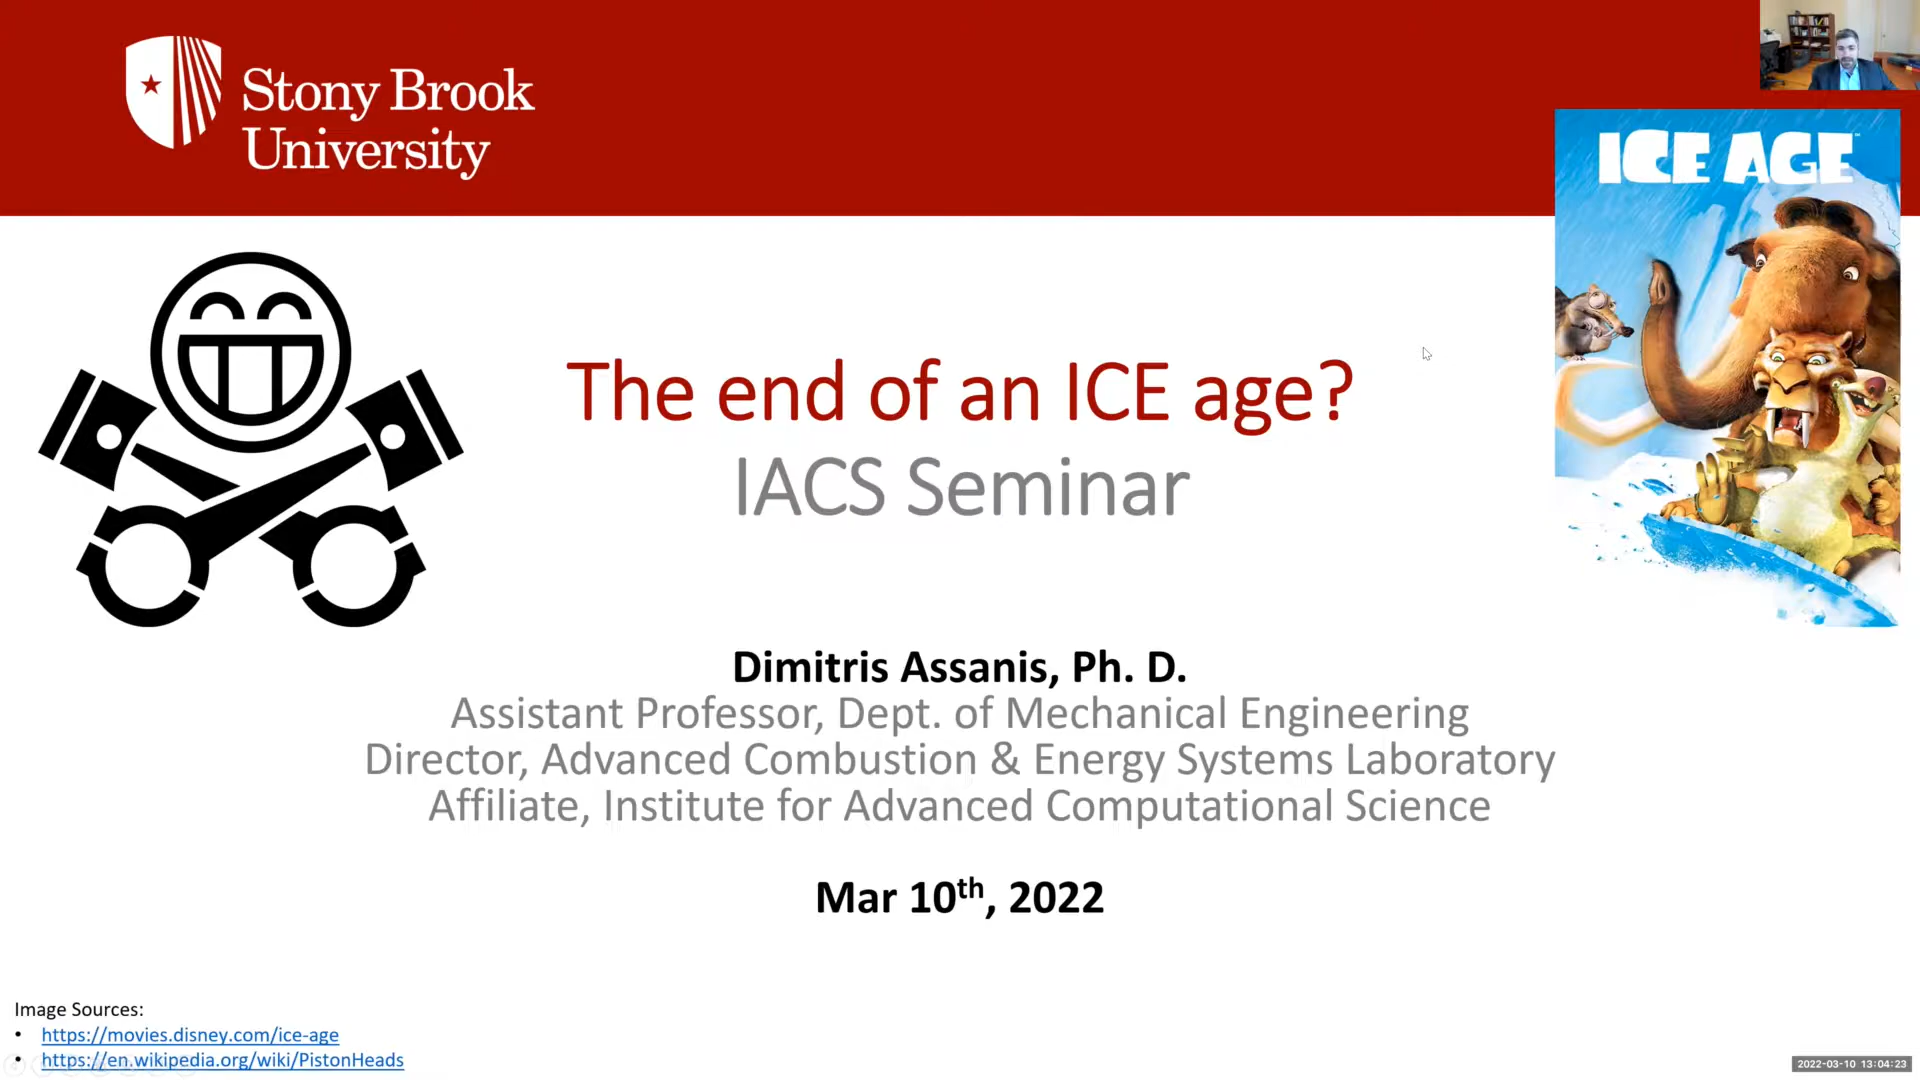 Stony Brook
University
ICE AGE
The end of an ICE age?
IACS Seminar
Dimitris Assanis, Ph. D.
Assistant Professor, Dept. of Mechanical Engineering
Director, Advanced Combustion & Energy Systems Laboratory
Affiliate, Institute for Advanced Computational Science
Mar 10th, 2022
Image Sources:
• https://movies.disney.com/ice-age
• https://en.wikipedia.org/wiki/PistonHeads
2022-03-10 13:04:23